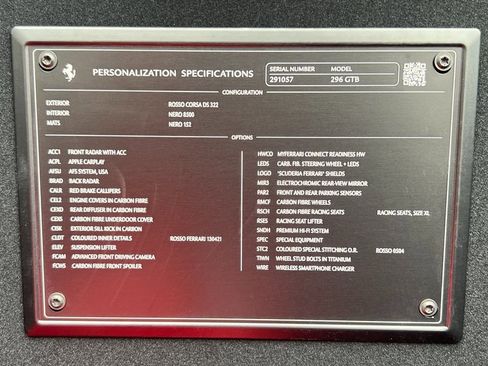 PERSONALIZATION SPECIFICATIONS
SERIAL NUMBER MODEL
291057 296 GTB
CONFIGURATION
EXTERIOR ROSSO CORSA DS 322
INTERIOR NERO 8500
MATS NERO 152
OPTIONS
ACC1 FRONT RADAR WITH ACC
ACPL APPLE CARPLAY
AFSU AFS SYSTEM, USA
BRAD BACK RADAR
CALR RED BRAKE CALLIPERS
CEL2 ENGINE COVERS IN CARBON FIBRE
CEXD REAR DIFFUSER IN CARBON FIBRE
CEXS CARBON FIBRE UNDERDOOR COVER
CEXK EXTERIOR SILL KICK IN CARBON
CLDT COLOURED INNER DETAILS ROSSO FERRARI 130421
ELEV SUSPENSION LIFTER
FCAM ADVANCED FRONT DRIVING CAMERA
FOHS CARBON FIBRE FRONT SPOILER
HWCO MYFERRARI CONNECT READINESS HW
LEDS CARB. FIB. STEERING WHEEL + LEDS
LOGO "SCUDERIA FERRARI" SHIELDS
MIR3 ELECTROCHROMIC REAR-VIEW MIRROR
PAR2 FRONT AND REAR PARKING SENSORS
RMCF CARBON FIBRE WHEELS
RSCH CARBON FIBRE RACING SEATS RACING SEATS, SIZE XL
RSES RACING SEAT LIFTER
SNDH PREMIUM HI-FI SYSTEM
SPEC SPECIAL EQUIPMENT
STC2 COLOURED SPECIAL STITCHING O.R. ROSSO 0504
TIWN WHEEL STUD BOLTS IN TITANIUM
WIRE WIRELESS SMARTPHONE CHARGER